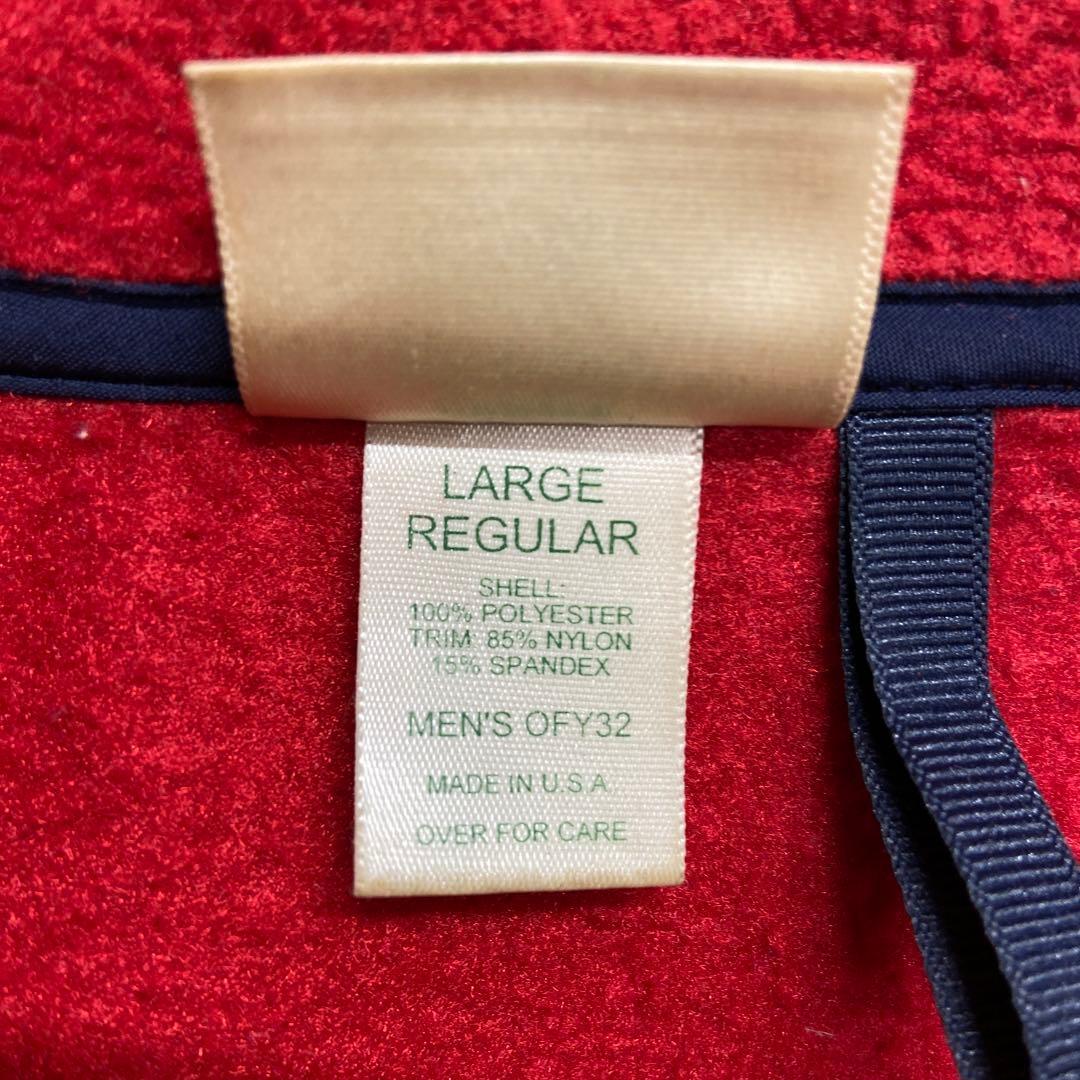 LARGE
REGULAR
SHELL:
100% POLYESTER
TRIM 85% NYLON
15% SPANDEX
MEN'S OFY32
MADE IN U.S.A
OVER FOR CARE